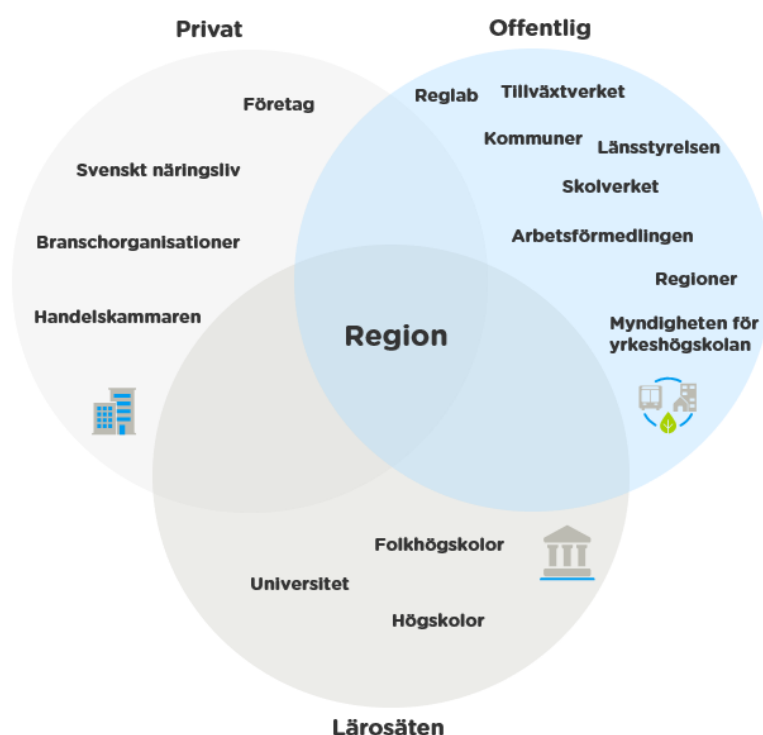 Privat
Offentlig
Företag
Reglab
Tillväxtverket
Kommuner
Länsstyrelsen
Svenskt näringsliv
Skolverket
Branschorganisationer
Arbetsförmedlingen
Regioner
Handelskammaren
Region
Myndigheten för
yrkeshögskolan
Folkhögskolor
Universitet
Högskolor
Lärosäten